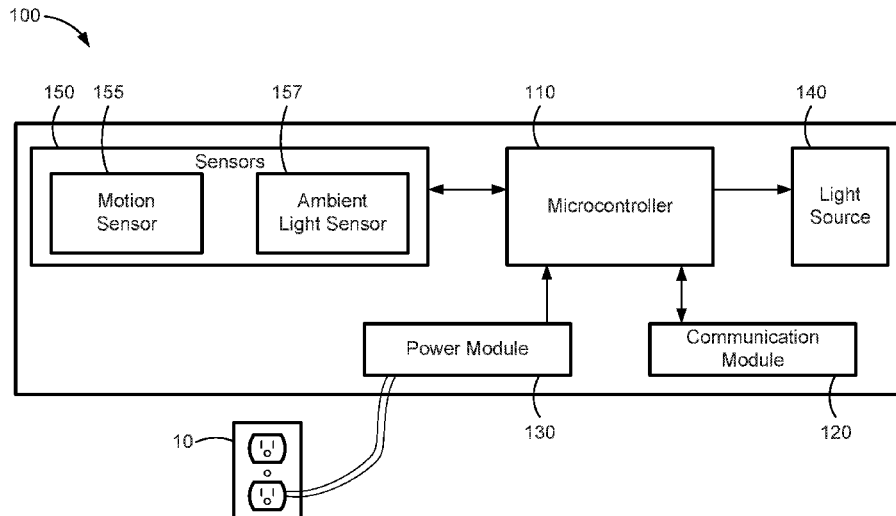 100
150
155
157
110
140
Sensors
Motion
Sensor
Ambient
Light Sensor
Microcontroller
Light
Source
Power Module
Communication
Module
10
130
120